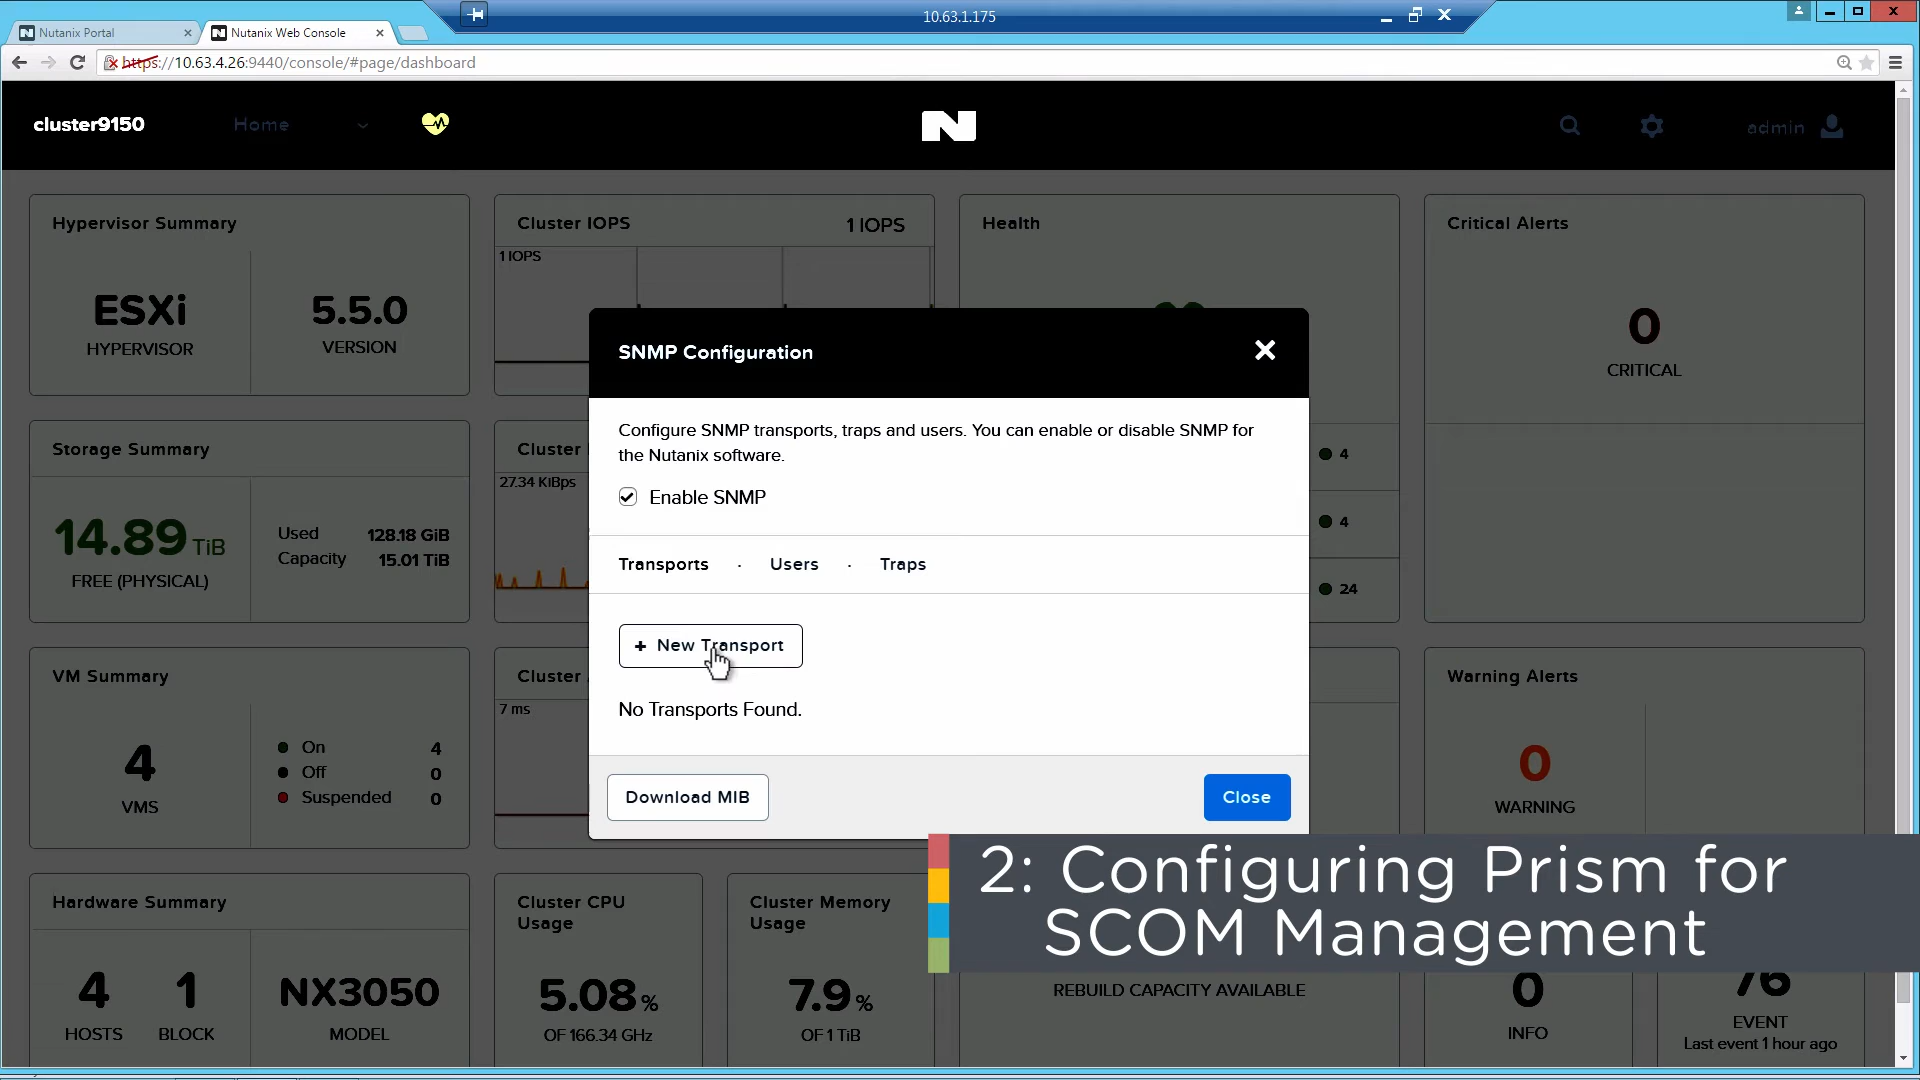 10.63.1.175
Nutanix Portal
Nutanix Web Console
https://10.63.4.26:9440/console/#page/dashboard
cluster9150
Home
admin
Hypervisor Summary
ESXi
HYPERVISOR
5.5.0
VERSION
Cluster IOPS
1 IOPS
1 IOPS
Health
Critical Alerts
0
CRITICAL
SNMP Configuration
Configure SNMP transports, traps and users. You can enable or disable SNMP for
the Nutanix software.
Enable SNMP
Transports · Users · Traps
+ New Transport
No Transports Found.
Download MIB
Close
Storage Summary
14.89 TiB
FREE (PHYSICAL)
Used 128.18 GiB
Capacity 15.01 TiB
Cluster
27.34 KiBps
4
4
24
VM Summary
4
VMS
On 4
Off 0
Suspended 0
Cluster
7 ms
Warning Alerts
0
WARNING
2: Configuring Prism for
SCOM Management
Hardware Summary
4
HOSTS
1
BLOCK
NX3050
MODEL
Cluster CPU
Usage
5.08 %
OF 166.34 GHz
Cluster Memory
Usage
7.9 %
OF 1 TiB
REBUILD CAPACITY AVAILABLE
0
INFO
76
EVENT
Last event 1 hour ago